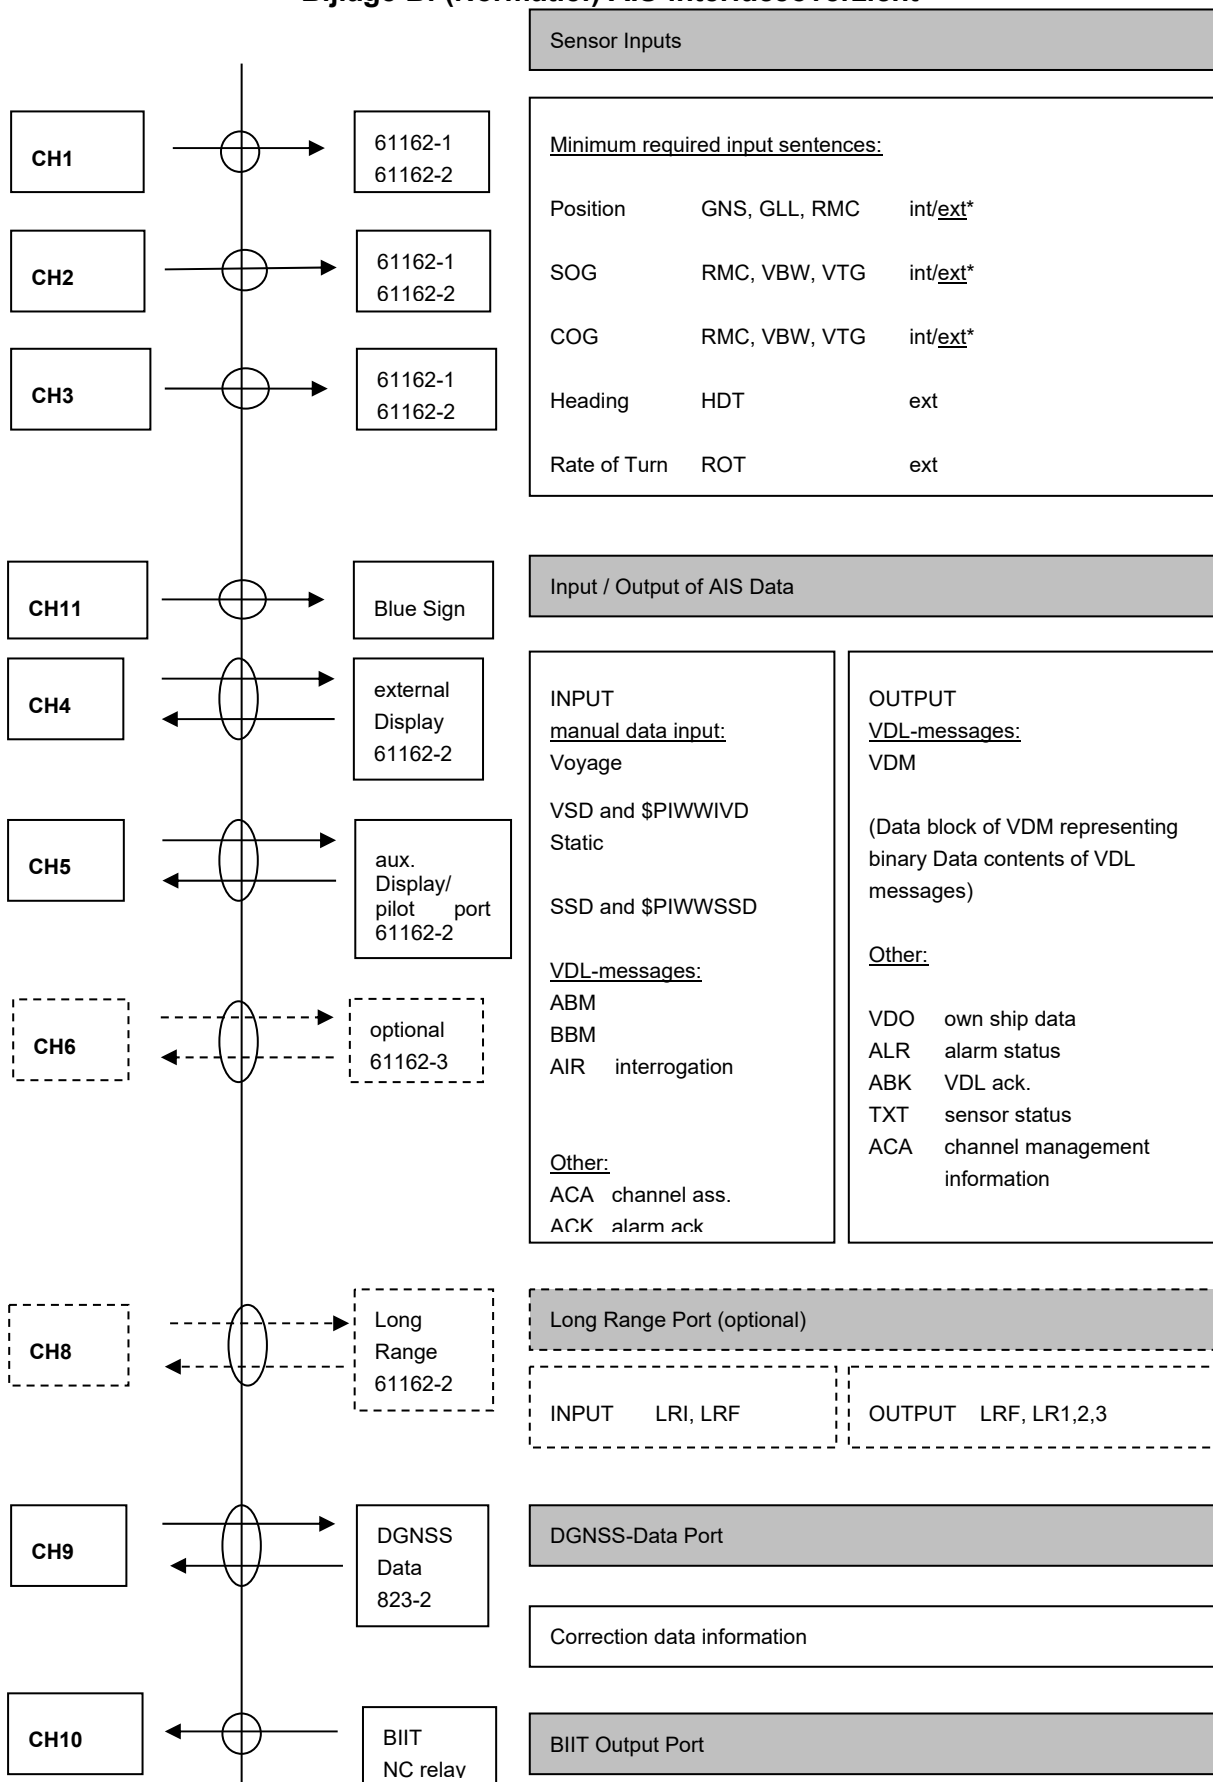 Sensor Inputs
CH1
61162-1
61162-2
Minimum required input sentences:
Position GNS, GLL, RMC int/ext*
CH2
61162-1
61162-2
SOG RMC, VBW, VTG int/ext*
COG RMC, VBW, VTG int/ext*
CH3
61162-1
61162-2
Heading HDT ext
Rate of Turn ROT ext
CH11
Blue Sign
Input / Output of AIS Data
CH4
external
Display
61162-2
CH5
aux.
Display/
pilot port
61162-2
CH6
optional
61162-3
INPUT
manual data input:
Voyage
VSD and $PIWWIVD
Static
SSD and $PIWWSSD
VDL-messages:
ABM
BBM
AIR interrogation
Other:
ACA channel ass.
ACK alarm ack
OUTPUT
VDL-messages:
VDM
(Data block of VDM representing
binary Data contents of VDL
messages)
Other:
VDO own ship data
ALR alarm status
ABK VDL ack.
TXT sensor status
ACA channel management
information
CH8
Long
Range
61162-2
Long Range Port (optional)
INPUT LRI, LRF
OUTPUT LRF, LR1,2,3
CH9
DGNSS
Data
823-2
DGNSS-Data Port
Correction data information
CH10
BIIT
NC relay
BIIT Output Port